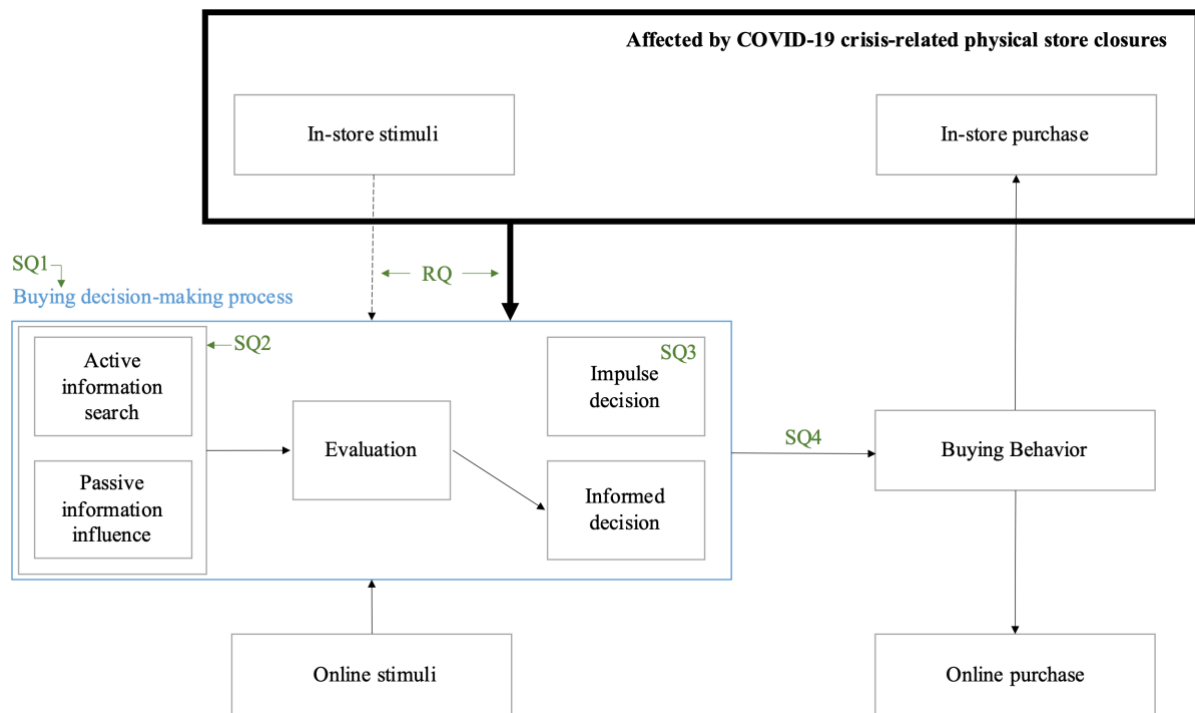 Affected by COVID-19 crisis-related physical store closures
In-store stimuli
In-store purchase
SQ1
RQ
Buying decision-making process
SQ2
Active
information
search
SQ3
Impulse
decision
Evaluation
SQ4
Buying Behavior
Passive
information
influence
Informed
decision
Online stimuli
Online purchase